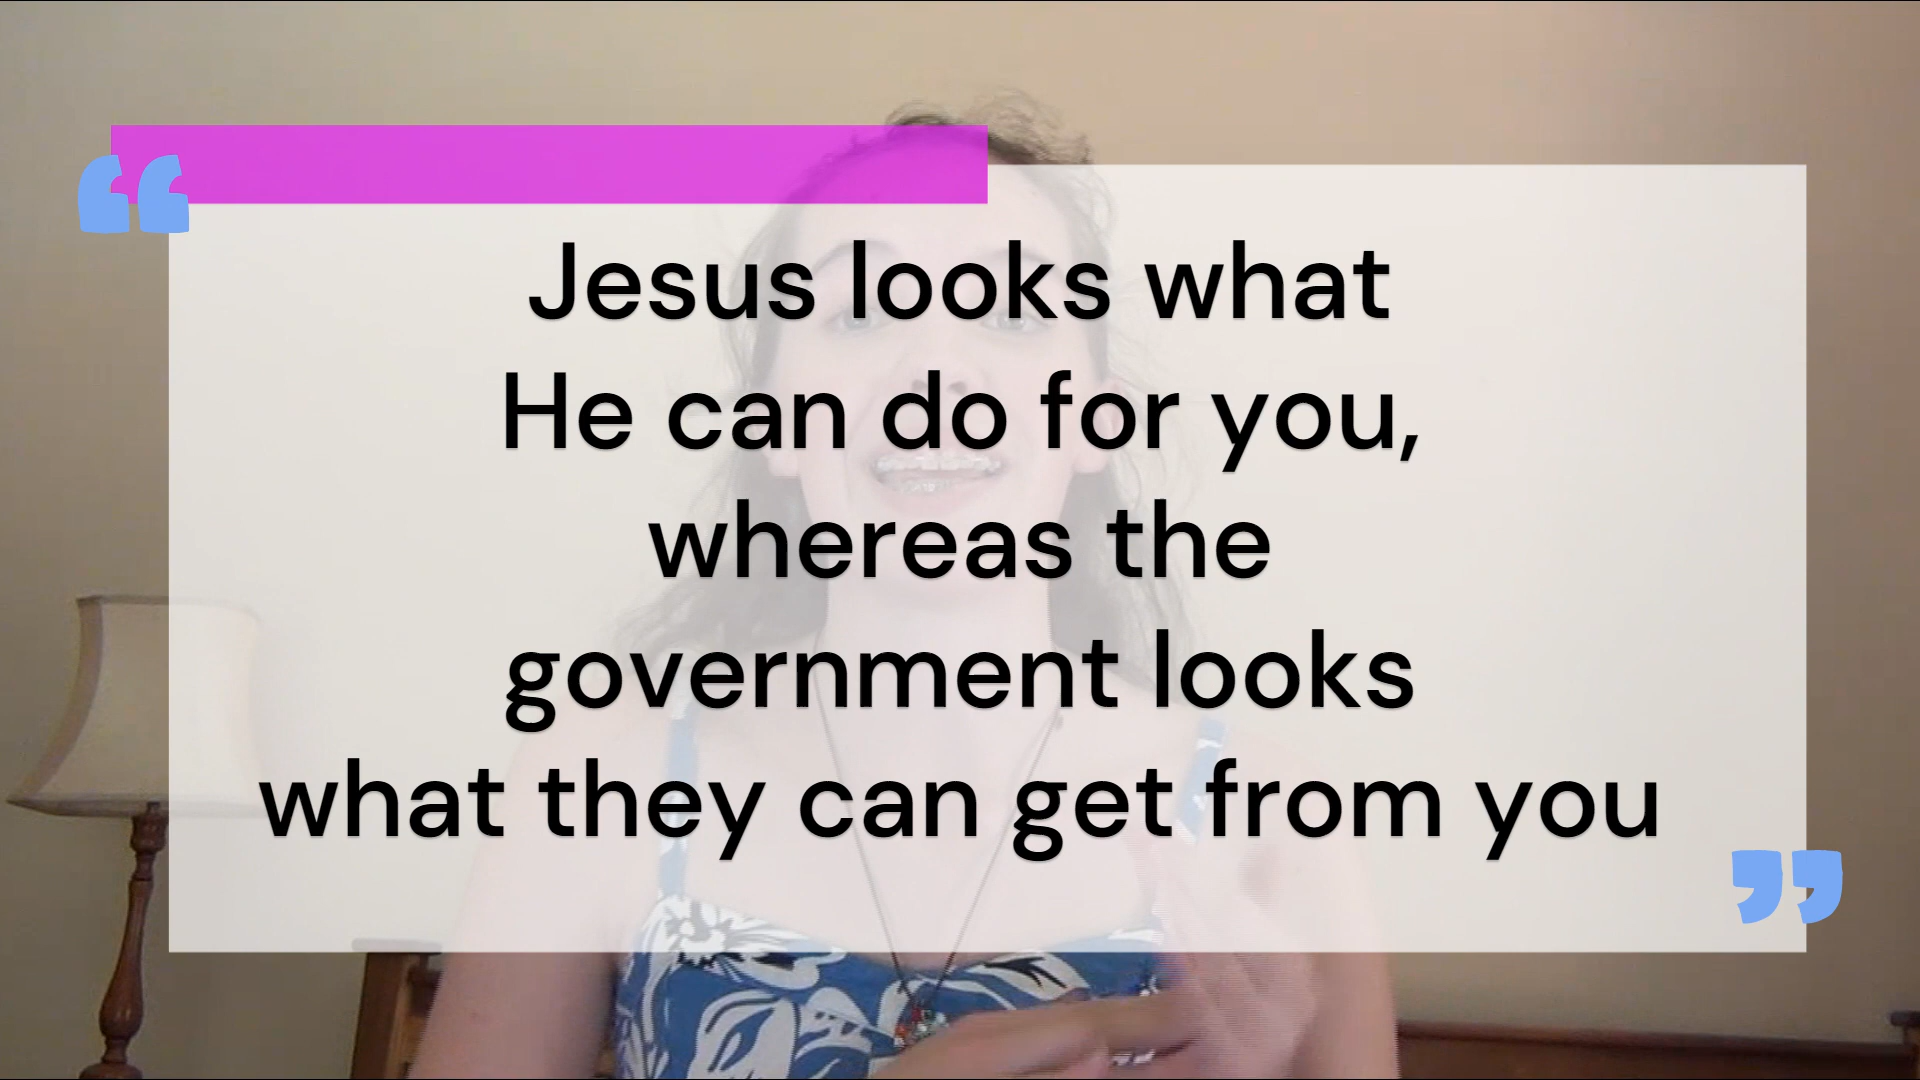 “
Jesus looks what
He can do for you,
whereas the
government looks
what they can get from you
”